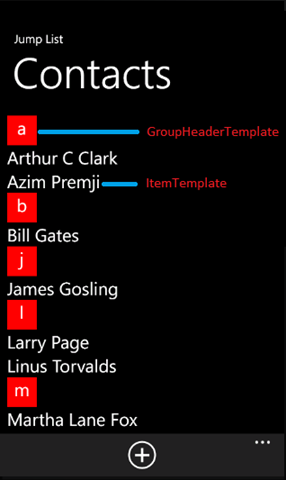 Jump List
Contacts
a GroupHeaderTemplate
Arthur C Clark
Azim Premji ItemTemplate
b
Bill Gates
j
James Gosling
l
Larry Page
Linus Torvalds
m
Martha Lane Fox